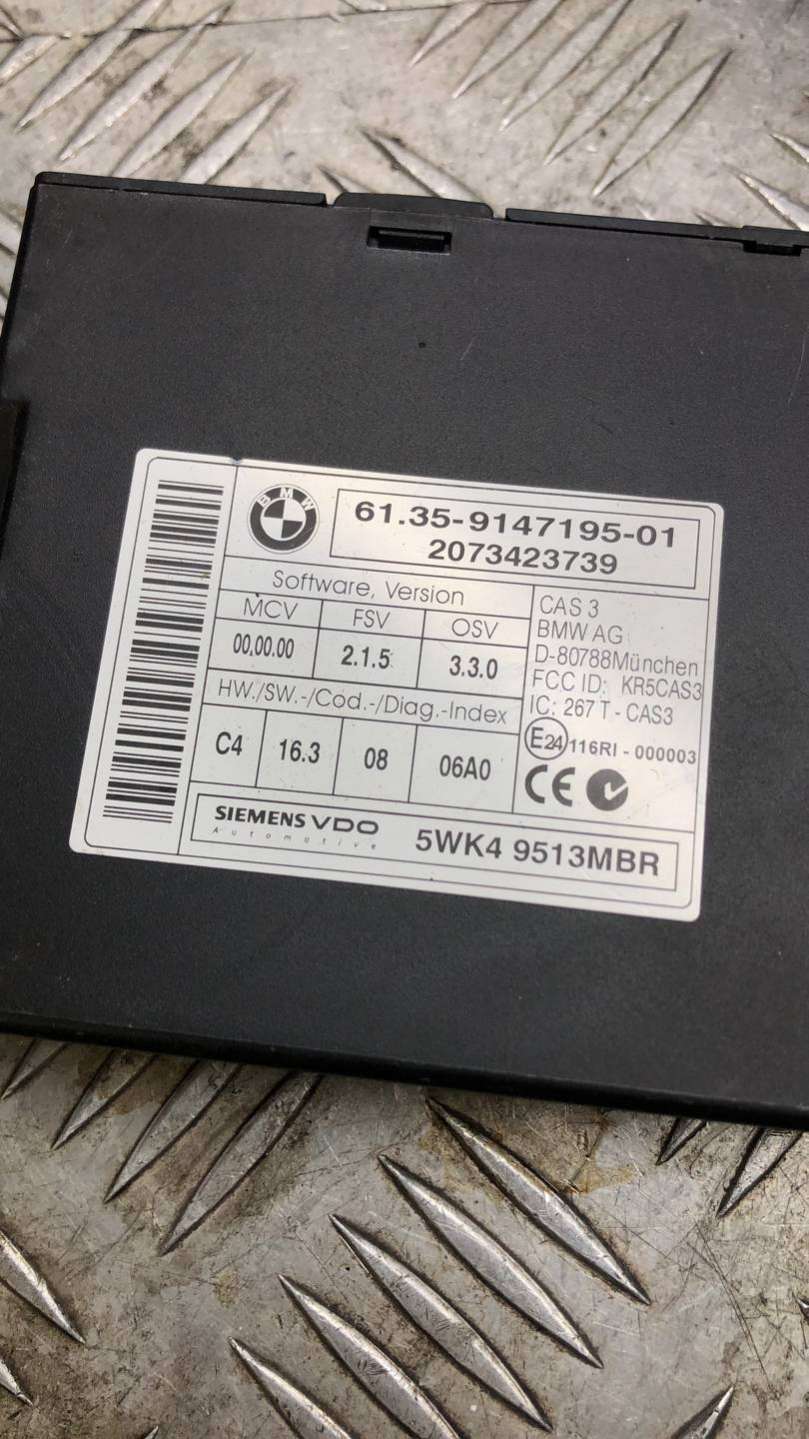 BMW
61.35-9147195-01
2073423739
Software, Version
MCV FSV OSV
00,00.00 2.1.5 3.3.0
HW./SW.-/Cod.-/Diag.-Index
C4 16.3 08 06A0
CAS 3
BMW AG
D-80788München
FCC ID: KR5CAS3
IC: 267 T - CAS3
E24 116RI - 000003
CE
SIEMENS VDO
Automotive
5WK4 9513MBR